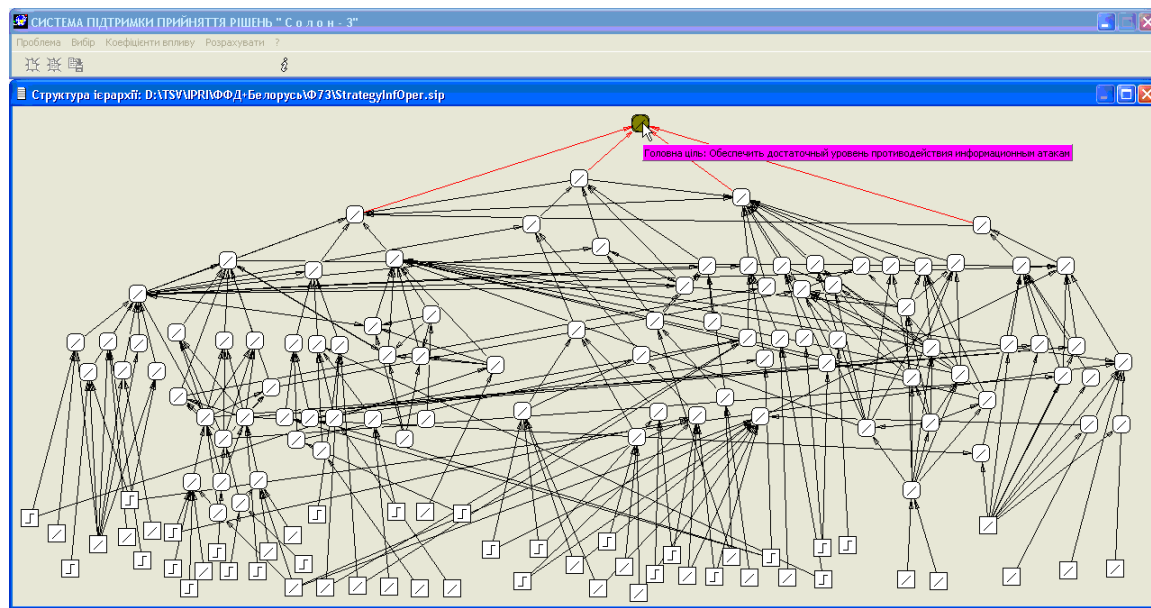 СИСТЕМА ПІДТРИМКИ ПРИЙНЯТТЯ РІШЕНЬ " С о л о н - 3"
Проблема Вибір Коефіцієнти впливу Розрахувати ?
Структура ієрархії: D:\TSV\IPRI\ФФД+Белорусь\Ф73\StrategyInfOper.sip
Головна ціль: Обеспечить достаточный уровень противодействия информационным атакам